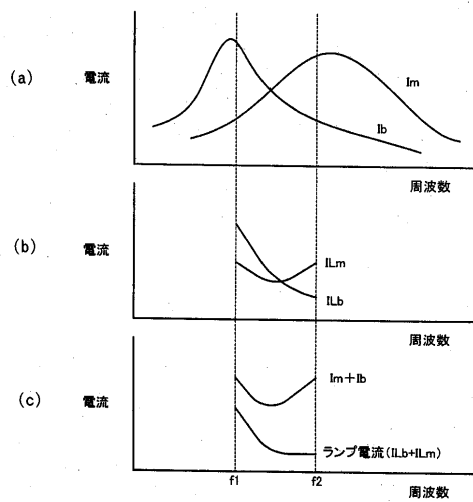 (a)
電流
Im
Ib
周波数
(b)
電流
ILm
ILb
周波数
(c)
電流
Im+Ib
ランプ電流(ILb+ILm)
f1
f2
周波数